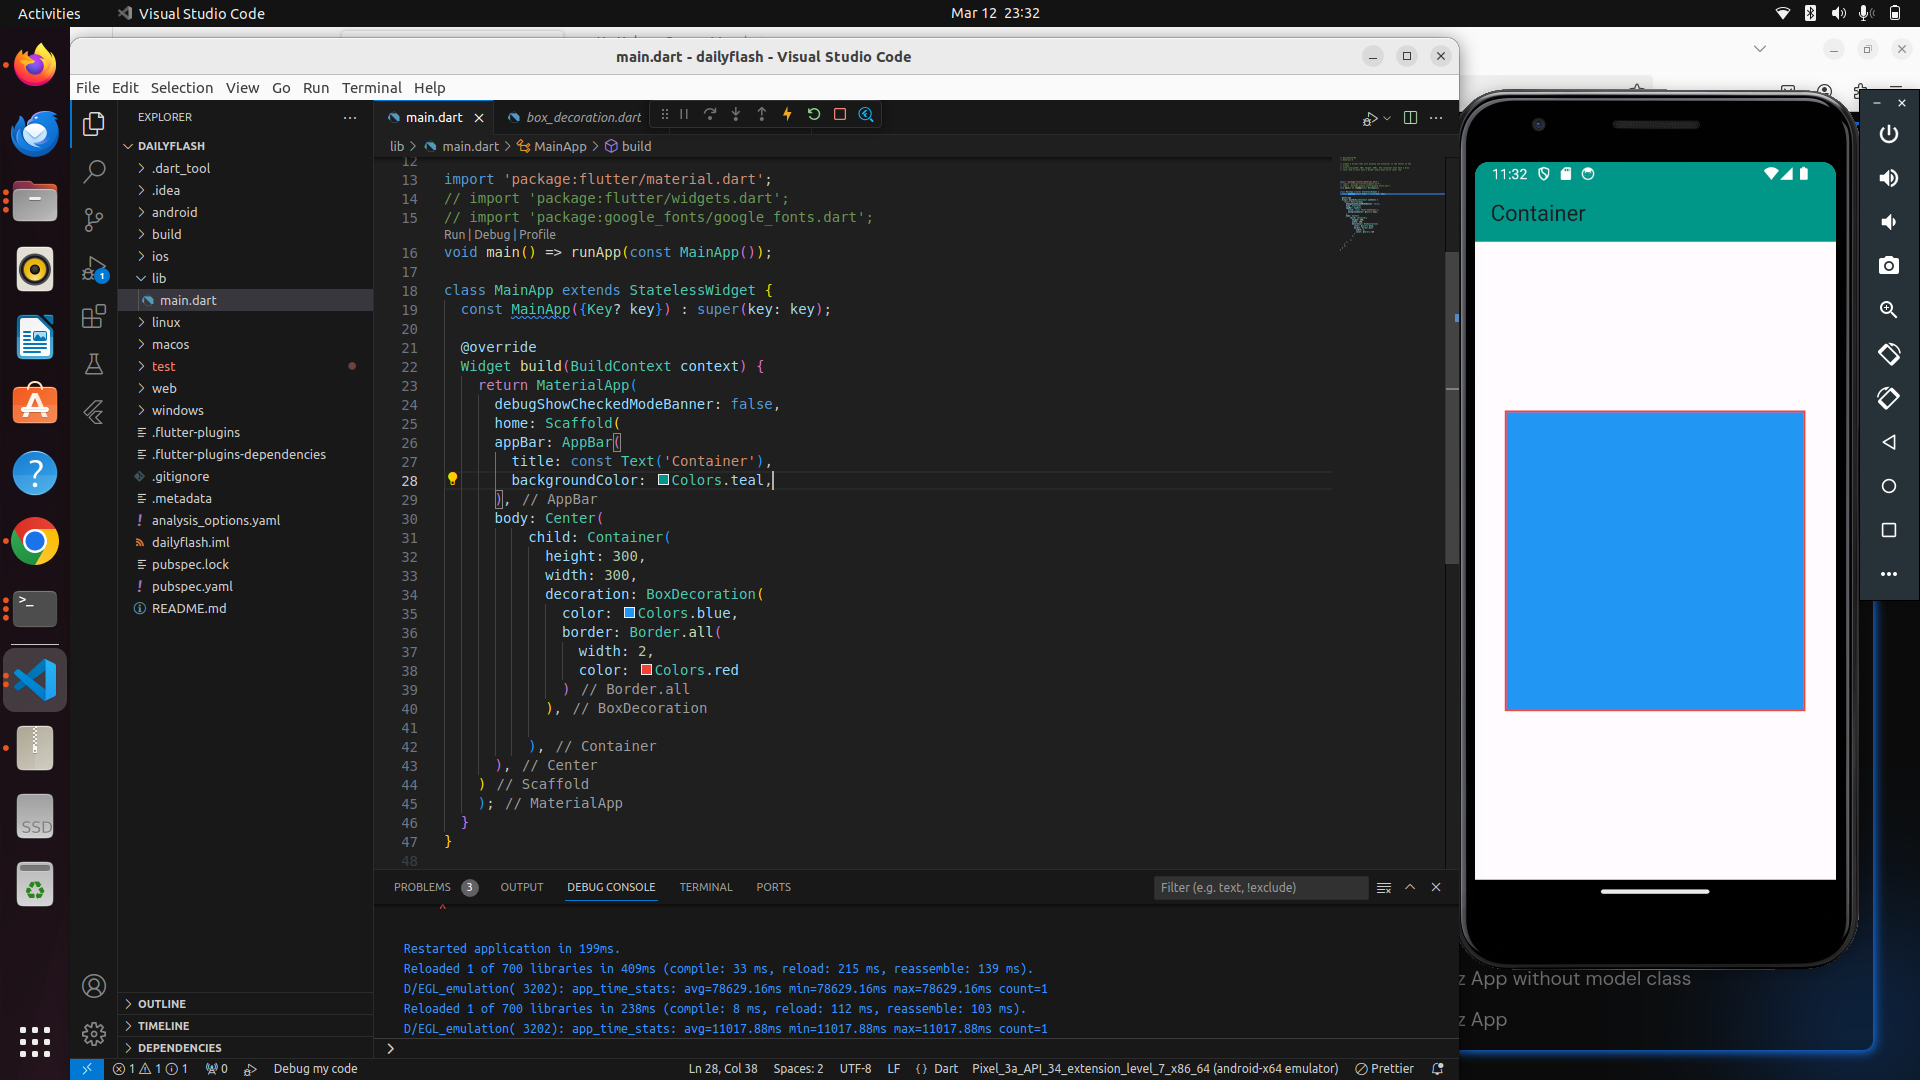 Activities
Visual Studio Code
Mar 12 23:32
main.dart - dailyflash - Visual Studio Code
File Edit Selection View Go Run Terminal Help
EXPLORER
DAILYFLASH
.dart_tool
.idea
android
build
ios
lib
main.dart
linux
macos
test
web
windows
.flutter-plugins
.flutter-plugins-dependencies
.gitignore
.metadata
! analysis_options.yaml
dailyflash.iml
pubspec.lock
! pubspec.yaml
README.md
OUTLINE
TIMELINE
DEPENDENCIES
1
main.dart
box_decoration.dart
lib > main.dart > MainApp > build
12
13 import 'package:flutter/material.dart';
14 // import 'package:flutter/widgets.dart';
15 // import 'package:google_fonts/google_fonts.dart';
Run | Debug | Profile
16 void main() => runApp(const MainApp());
17
18 class MainApp extends StatelessWidget {
19 const MainApp({Key? key}) : super(key: key);
20
21 @override
22 Widget build(BuildContext context) {
23 return MaterialApp(
24 debugShowCheckedModeBanner: false,
25 home: Scaffold(
26 appBar: AppBar(
27 title: const Text('Container'),
28 backgroundColor: Colors.teal,
29 ), // AppBar
30 body: Center(
31 child: Container(
32 height: 300,
33 width: 300,
34 decoration: BoxDecoration(
35 color: Colors.blue,
36 border: Border.all(
37 width: 2,
38 color: Colors.red
39 ) // Border.all
40 ), // BoxDecoration
41
42 ), // Container
43 ), // Center
44 ) // Scaffold
45 ); // MaterialApp
46 }
47 }
48
PROBLEMS 3 OUTPUT DEBUG CONSOLE TERMINAL PORTS
Filter (e.g. text, !exclude)
^
Restarted application in 199ms.
Reloaded 1 of 700 libraries in 409ms (compile: 33 ms, reload: 215 ms, reassemble: 139 ms).
D/EGL_emulation( 3202): app_time_stats: avg=78629.16ms min=78629.16ms max=78629.16ms count=1
Reloaded 1 of 700 libraries in 238ms (compile: 8 ms, reload: 112 ms, reassemble: 103 ms).
D/EGL_emulation( 3202): app_time_stats: avg=11017.88ms min=11017.88ms max=11017.88ms count=1
>
1 1 1 0 Debug my code
Ln 28, Col 38 Spaces: 2 UTF-8 LF {} Dart Pixel_3a_API_34_extension_level_7_x86_64 (android-x64 emulator) Prettier
SSD
11:32
Container
z App without model class
z App